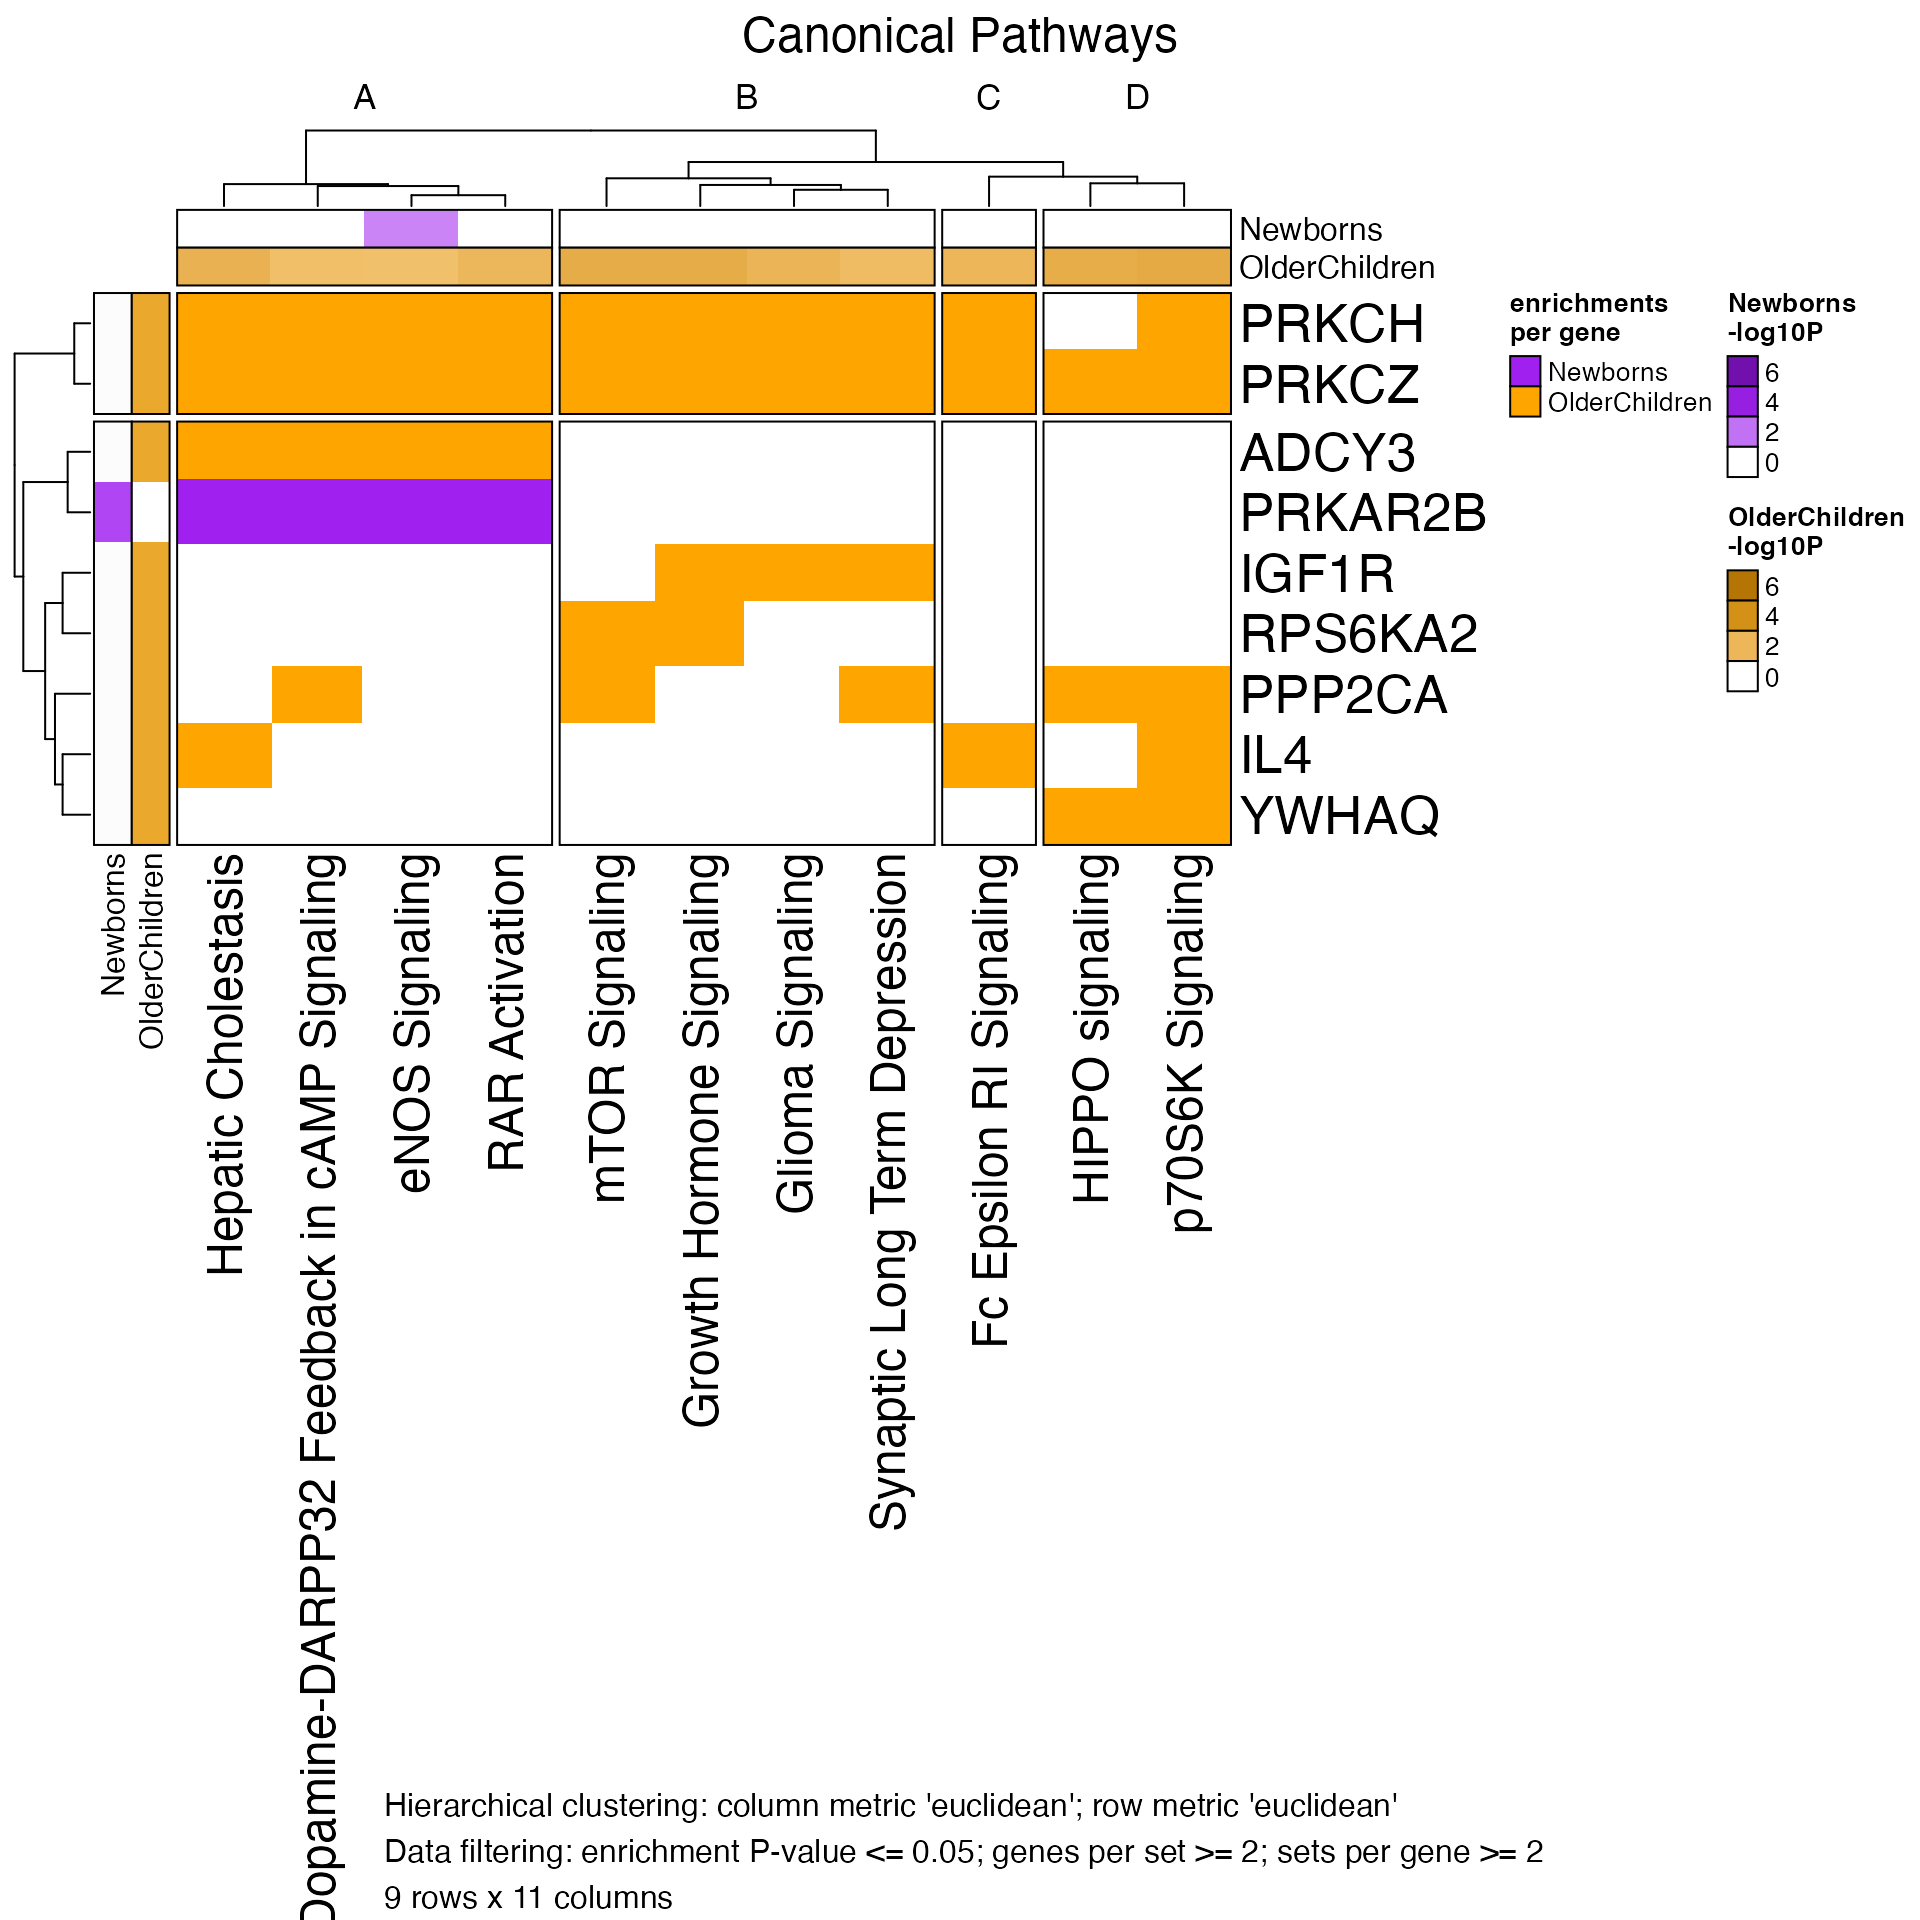 Canonical Pathways
A B C D
Newborns
OlderChildren
PRKCH
PRKCZ
ADCY3
PRKAR2B
IGF1R
RPS6KA2
PPP2CA
IL4
YWHAQ
enrichments
per gene
Newborns
OlderChildren
Newborns
-log10P
6
4
2
0
OlderChildren
-log10P
6
4
2
0
Newborns
OlderChildren
Hepatic Cholestasis
Dopamine-DARPP32 Feedback in cAMP Signaling
eNOS Signaling
RAR Activation
mTOR Signaling
Growth Hormone Signaling
Glioma Signaling
Synaptic Long Term Depression
Fc Epsilon RI Signaling
HIPPO signaling
p70S6K Signaling
Hierarchical clustering: column metric 'euclidean'; row metric 'euclidean'
Data filtering: enrichment P-value <= 0.05; genes per set >= 2; sets per gene >= 2
9 rows x 11 columns